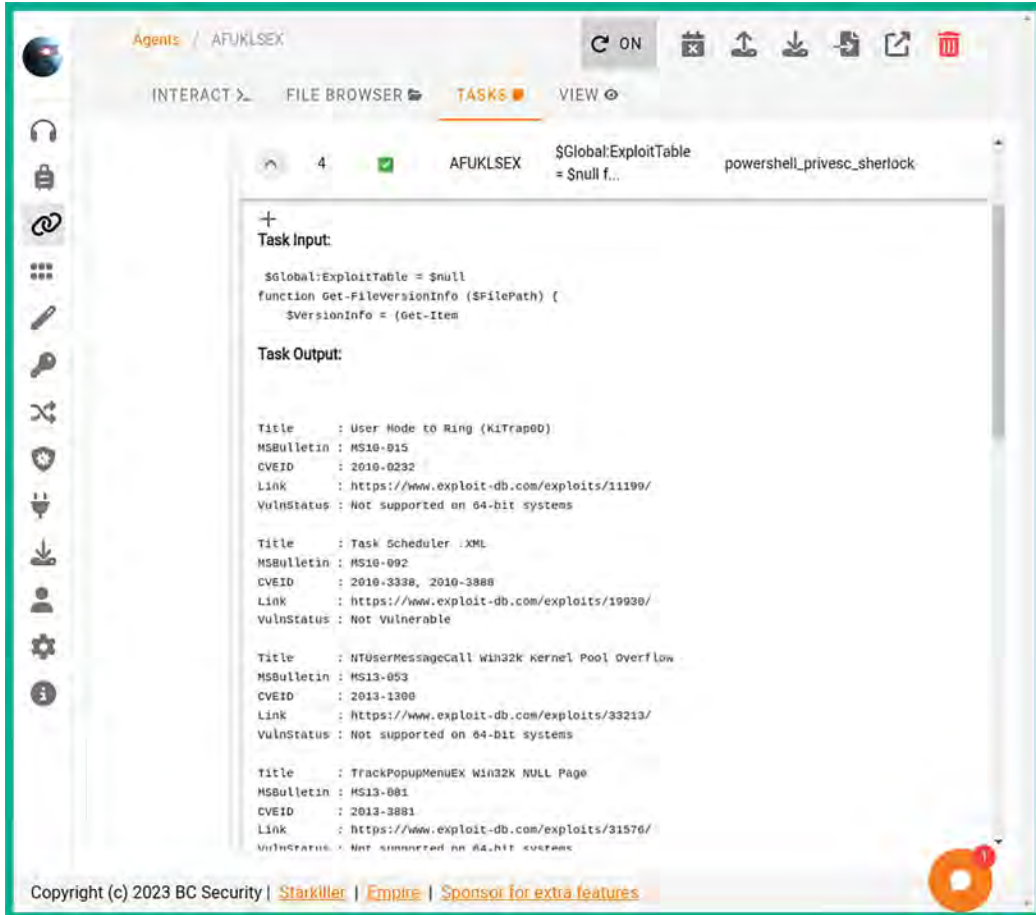 Agents / AFUKLSEX
ON
INTERACT
FILE BROWSER
TASKS
VIEW
4 AFUKLSEX $Global:ExploitTable = $null f... powershell_privesc_sherlock
+
Task Input:
$Global:ExploitTable = $null
function Get-FileVersionInfo ($FilePath) {
$VersionInfo = (Get-Item
Task Output:
Title : User Mode to Ring (KiTrap0D)
MSBulletin : MS10-015
CVEID : 2010-0232
Link : https://www.exploit-db.com/exploits/11199/
VulnStatus : Not supported on 64-bit systems
Title : Task Scheduler .XML
MSBulletin : MS10-092
CVEID : 2010-3338, 2010-3888
Link : https://www.exploit-db.com/exploits/19930/
VulnStatus : Not Vulnerable
Title : NTUserMessageCall Win32k Kernel Pool Overflow
MSBulletin : MS13-053
CVEID : 2013-1300
Link : https://www.exploit-db.com/exploits/33213/
VulnStatus : Not supported on 64-bit systems
Title : TrackPopupMenuEx Win32k NULL Page
MSBulletin : MS13-081
CVEID : 2013-3881
Link : https://www.exploit-db.com/exploits/31576/
VulnStatus : Not supported on 64-bit systems
1
Copyright (c) 2023 BC Security | Starkiller | Empire | Sponsor for extra features